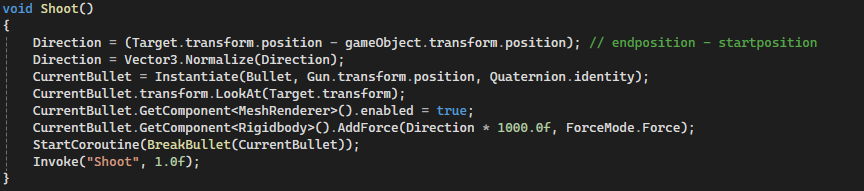 void Shoot()
{
Direction = (Target.transform.position - gameObject.transform.position); // endposition - startposition
Direction = Vector3.Normalize(Direction);
CurrentBullet = Instantiate(Bullet, Gun.transform.position, Quaternion.identity);
CurrentBullet.transform.LookAt(Target.transform);
CurrentBullet.GetComponent<MeshRenderer>().enabled = true;
CurrentBullet.GetComponent<Rigidbody>().AddForce(Direction * 1000.0f, ForceMode.Force);
StartCoroutine(BreakBullet(CurrentBullet));
Invoke("Shoot", 1.0f);
}